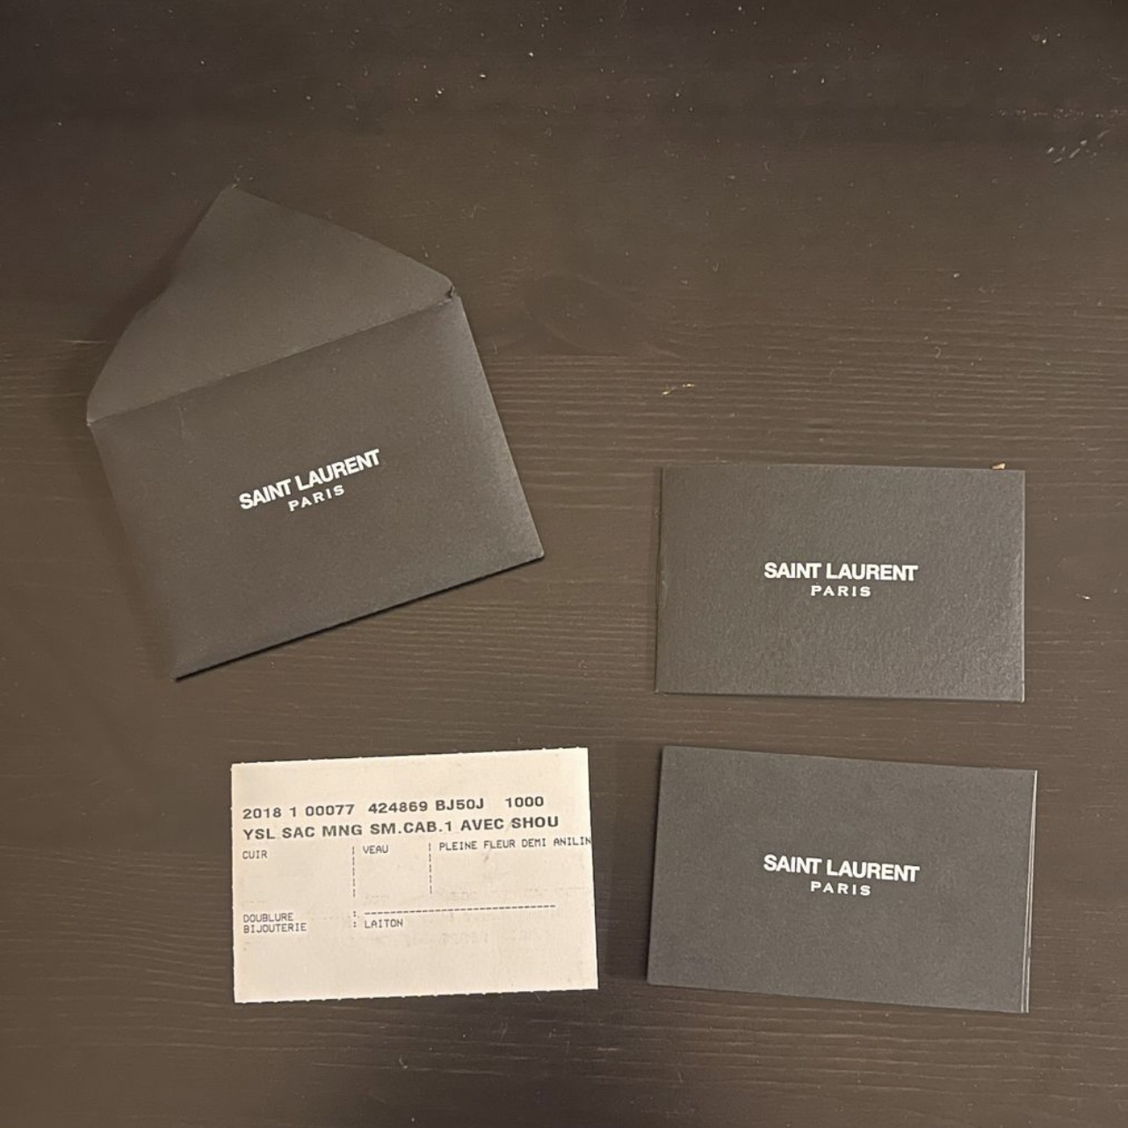 SAINT LAURENT
PARIS
SAINT LAURENT
PARIS
2018 1 00077 424869 BJ50J 1000
YSL SAC MNG SM.CAB.1 AVEC SHOU
CUIR ¦ VEAU ¦ PLEINE FLEUR DEMI ANILIN
DOUBLURE : ------------------------------
BIJOUTERIE : LAITON
SAINT LAURENT
PARIS